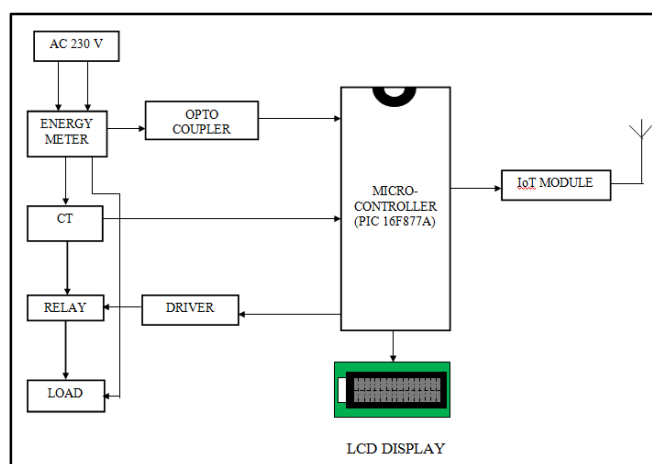 AC 230 V
ENERGY
METER
OPTO
COUPLER
MICRO-
CONTROLLER
(PIC 16F877A)
IoT MODULE
CT
RELAY
DRIVER
LOAD
LCD DISPLAY